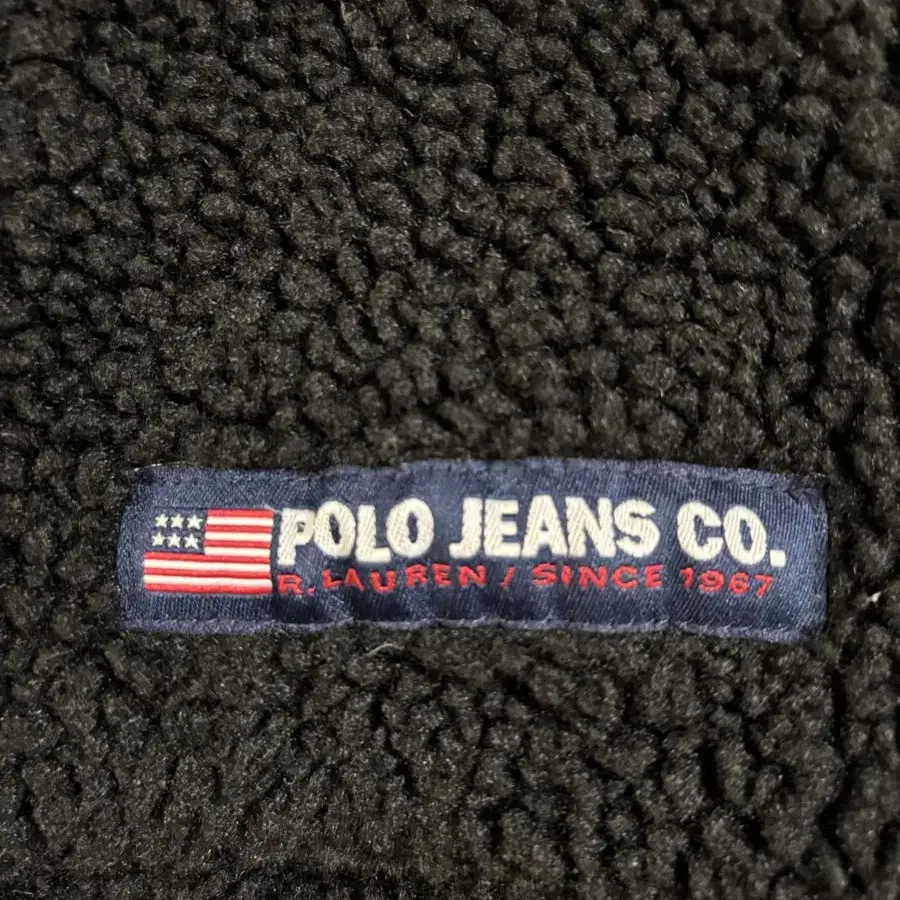 POLO JEANS CO.
R. LAUREN / SINCE 1967